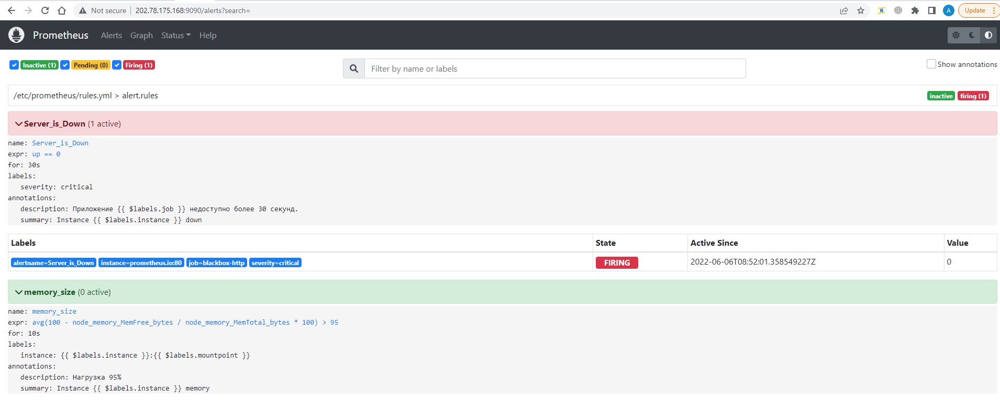 Not secure | 202.78.175.168:9090/alerts?search=
R
A
Update
Prometheus Alerts Graph Status Help
Inactive (1) Pending (0) Firing (1)
Filter by name or labels
Show annotations
/etc/prometheus/rules.yml > alert.rules
inactive firing (1)
Server_is_Down (1 active)
name: Server_is_Down
expr: up == 0
for: 30s
labels:
severity: critical
annotations:
description: Приложение {{ $labels.job }} недоступно более 30 секунд.
summary: Instance {{ $labels.instance }} down
Labels State Active Since Value
alertname=Server_is_Down instance=prometheus.io:80 job=blackbox-http severity=critical FIRING 2022-06-06T08:52:01.358549227Z 0
memory_size (0 active)
name: memory_size
expr: avg(100 - node_memory_MemFree_bytes / node_memory_MemTotal_bytes * 100) > 95
for: 10s
labels:
instance: {{ $labels.instance }}:{{ $labels.mountpoint }}
annotations:
description: Нагрузка 95%
summary: Instance {{ $labels.instance }} memory